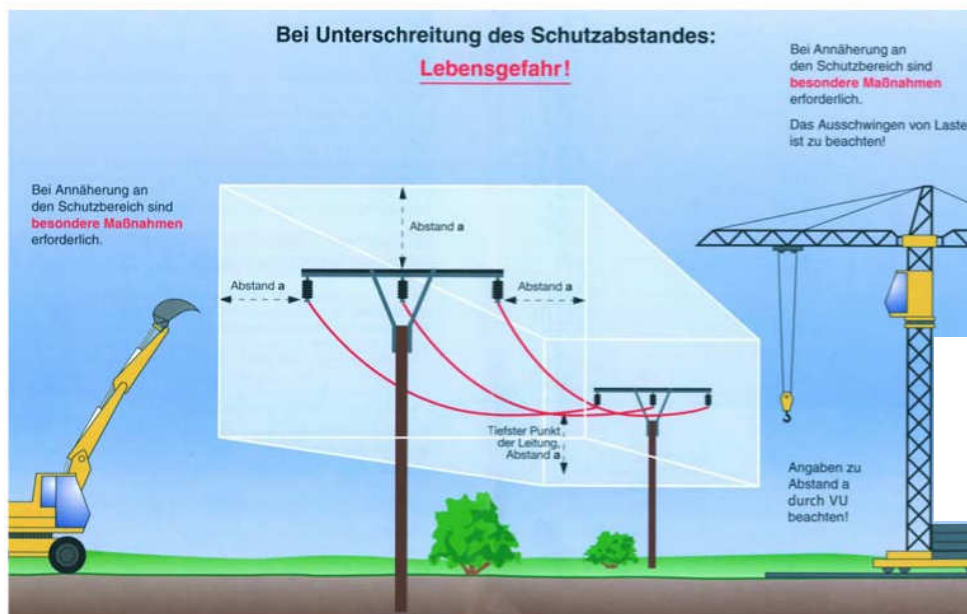 Bei Unterschreitung des Schutzabstandes:
Lebensgefahr!
Bei Annäherung an
den Schutzbereich sind
besondere Maßnahmen
erforderlich.
Das Ausschwingen von Laste
ist zu beachten!
Bei Annäherung an
den Schutzbereich sind
besondere Maßnahmen
erforderlich.
Abstand a
Abstand a
Abstand a
Tiefster Punkt
der Leitung,
Abstand a
Angaben zu
Abstand a
durch VU
beachten!